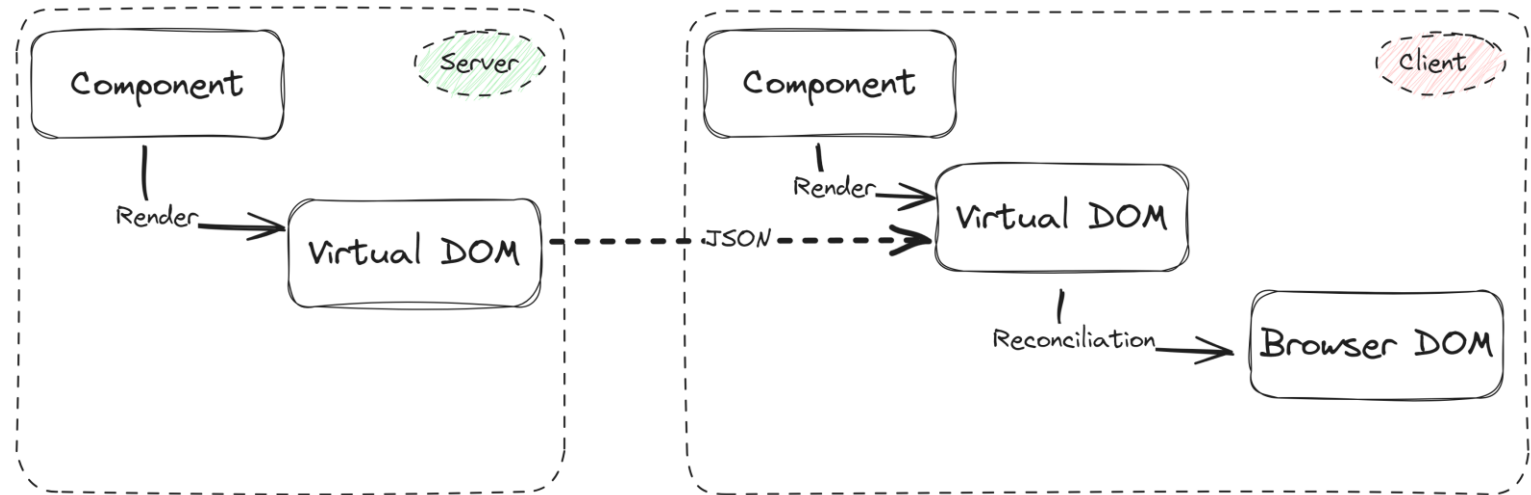 Component
Server
Render
Virtual DOM
JSON
Component
Client
Render
Virtual DOM
Reconciliation
Browser DOM